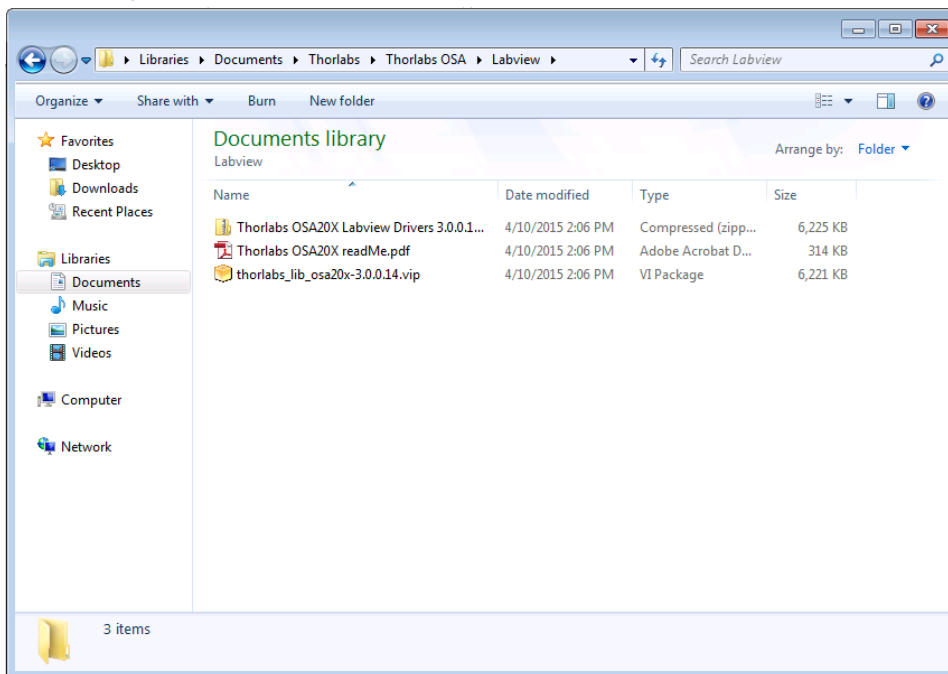 Libraries ▸ Documents ▸ Thorlabs ▸ Thorlabs OSA ▸ Labview ▸
Search Labview
Organize ▾ Share with ▾ Burn New folder
Favorites
Desktop
Downloads
Recent Places
Libraries
Documents
Music
Pictures
Videos
Computer
Network
Documents library
Labview
Arrange by: Folder ▾
Name Date modified Type Size
Thorlabs OSA20X Labview Drivers 3.0.0.1... 4/10/2015 2:06 PM Compressed (zipp... 6,225 KB
Thorlabs OSA20X readMe.pdf 4/10/2015 2:06 PM Adobe Acrobat D... 314 KB
thorlabs_lib_osa20x-3.0.0.14.vip 4/10/2015 2:06 PM VI Package 6,221 KB
3 items